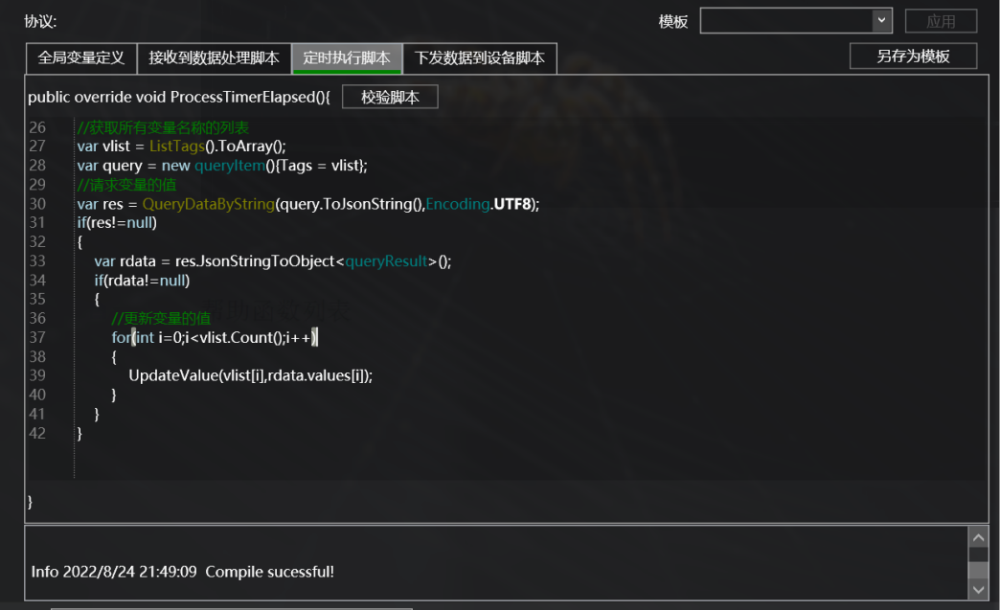 协议:
模板
应用
全局变量定义 接收到数据处理脚本 定时执行脚本 下发数据到设备脚本
另存为模板
public override void ProcessTimerElapsed(){ 校验脚本
26 //获取所有变量名称的列表
27 var vlist = ListTags().ToArray();
28 var query = new queryItem(){Tags = vlist};
29 //请求变量的值
30 var res = QueryDataByString(query.ToJsonString(),Encoding.UTF8);
31 if(res!=null)
32 {
33 var rdata = res.JsonStringToObject<queryResult>();
34 if(rdata!=null)
35 {
36 //更新变量的值
37 for(int i=0;i<vlist.Count();i++)
38 {
39 UpdateValue(vlist[i],rdata.values[i]);
40 }
41 }
42 }
}
Info 2022/8/24 21:49:09 Compile sucessful!